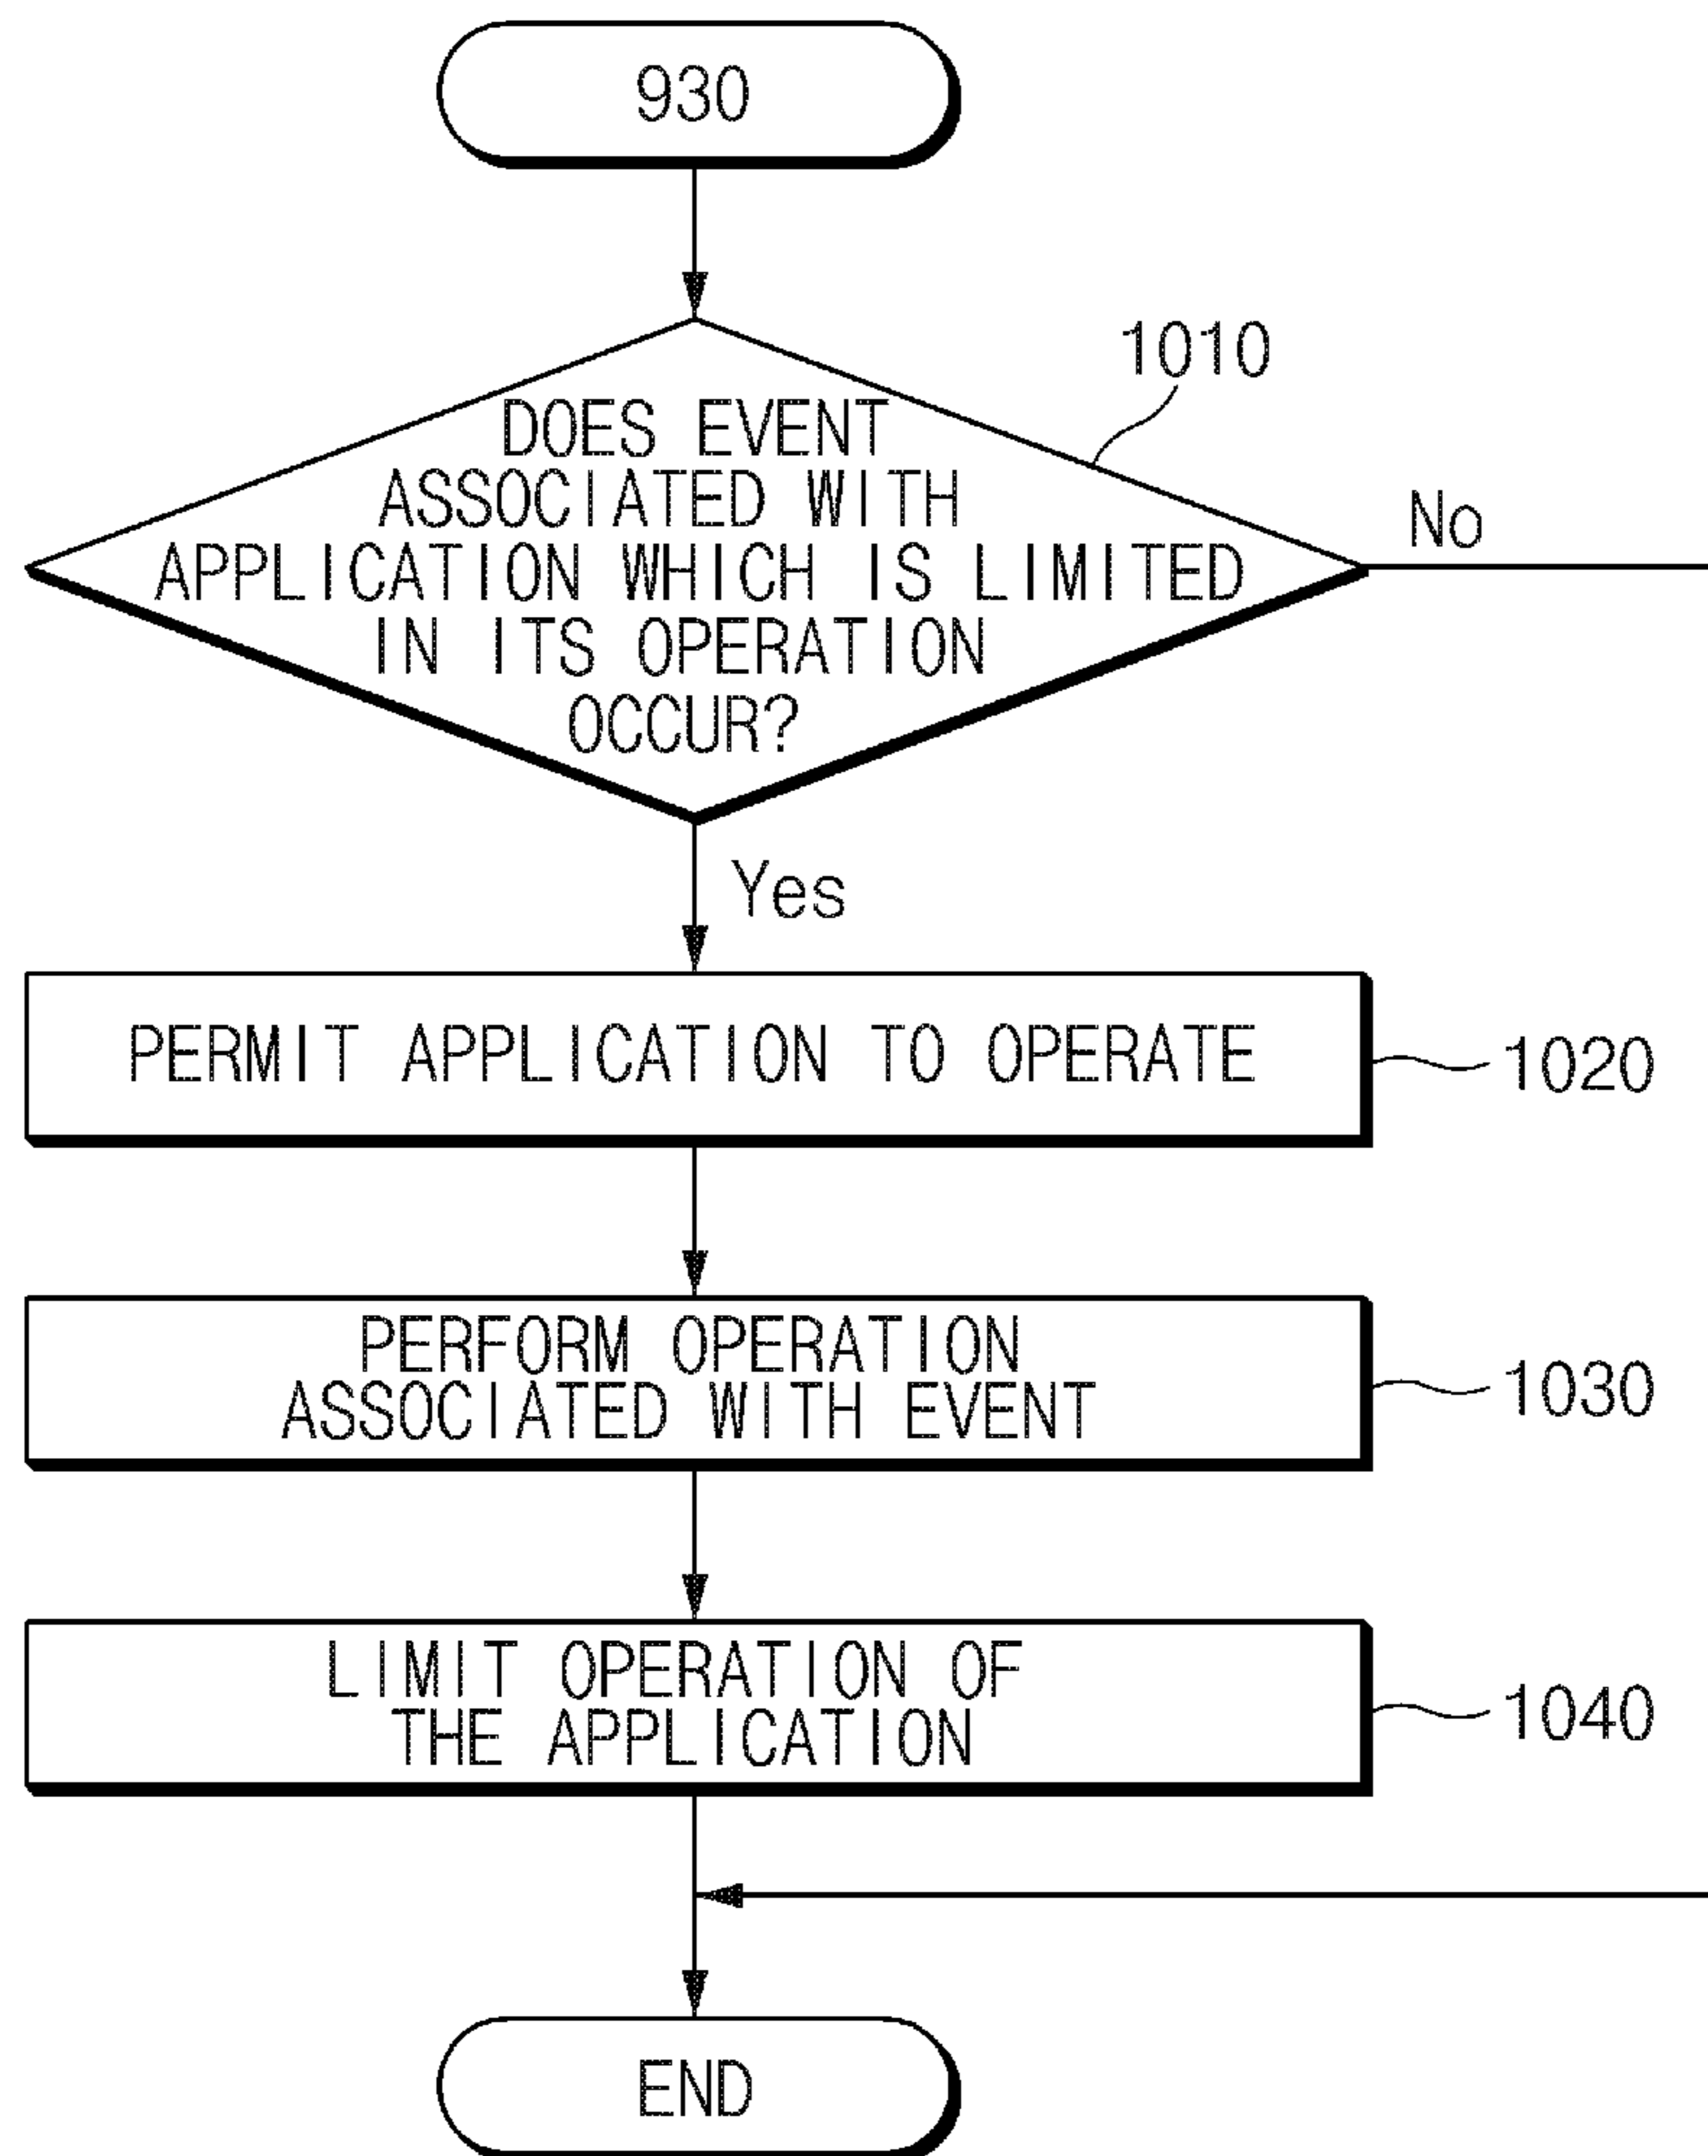 930
1010
DOES EVENT
ASSOCIATED WITH
APPLICATION WHICH IS LIMITED
IN ITS OPERATION
OCCUR?
No
Yes
PERMIT APPLICATION TO OPERATE
1020
PERFORM OPERATION
ASSOCIATED WITH EVENT
1030
LIMIT OPERATION OF
THE APPLICATION
1040
END